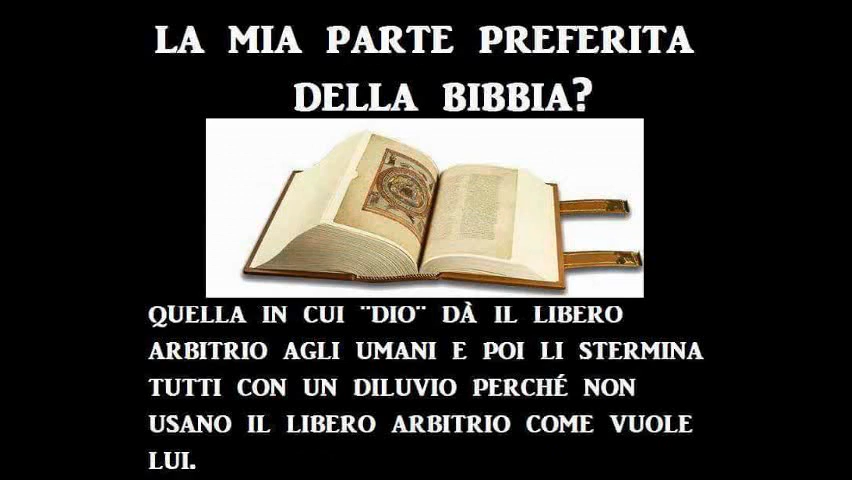 LA MIA PARTE PREFERITA
DELLA BIBBIA?
QUELLA IN CUI "DIO" DÀ IL LIBERO
ARBITRIO AGLI UMANI E POI LI STERMINA
TUTTI CON UN DILUVIO PERCHÉ NON
USANO IL LIBERO ARBITRIO COME VUOLE
LUI.